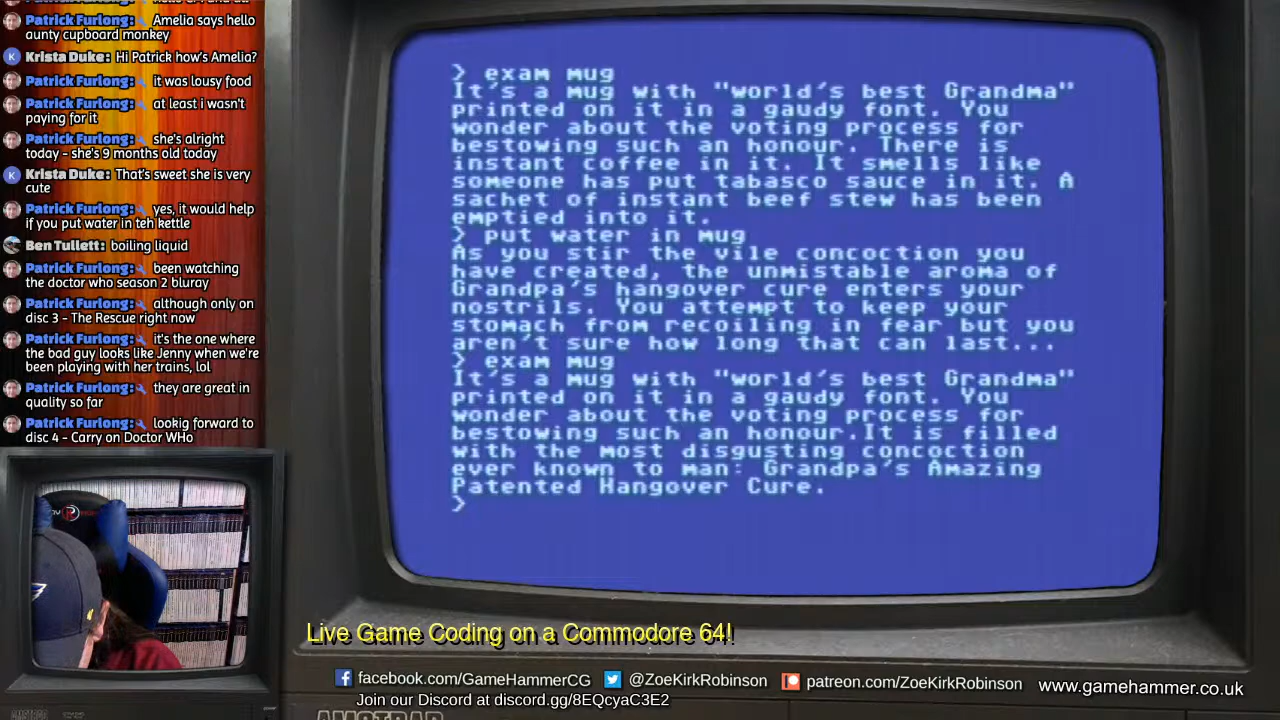 Patrick Furlong:
Patrick Furlong: Amelia says hello
aunty cupboard monkey
K Krista Duke: Hi Patrick how's Amelia?
Patrick Furlong: it was lousy food
Patrick Furlong: at least i wasn't
paying for it
Patrick Furlong: she's alright
today - she's 9 months old today
K Krista Duke: That's sweet she is very
cute
Patrick Furlong: yes, it would help
if you put water in teh kettle
Ben Tullett: boiling liquid
Patrick Furlong: been watching
the doctor who season 2 bluray
Patrick Furlong: although only on
disc 3 - The Rescue right now
Patrick Furlong: it's the one where
the bad guy looks like Jenny when we're
been playing with her trains, lol
Patrick Furlong: they are great in
quality so far
Patrick Furlong: lookig forward to
disc 4 - Carry on Doctor WHo
> exam mug
It's a mug with "world's best Grandma"
printed on it in a gaudy font. You
wonder about the voting process for
bestowing such an honour. There is
instant coffee in it. It smells like
someone has put tabasco sauce in it. A
sachet of instant beef stew has been
emptied into it.
> put water in mug
As you stir the vile concoction you
have created, the unmistable aroma of
Grandpa's hangover cure enters your
nostrils. You attempt to keep your
stomach from recoiling in fear but you
aren't sure how long that can last...
> exam mug
It's a mug with "world's best Grandma"
printed on it in a gaudy font. You
wonder about the voting process for
bestowing such an honour.It is filled
with the most disgusting concoction
ever known to man: Grandpa's Amazing
Patented Hangover Cure.
>
Live Game Coding on a Commodore 64!
facebook.com/GameHammerCG @ZoeKirkRobinson patreon.com/ZoeKirkRobinson www.gamehammer.co.uk
Join our Discord at discord.gg/8EQcyaC3E2